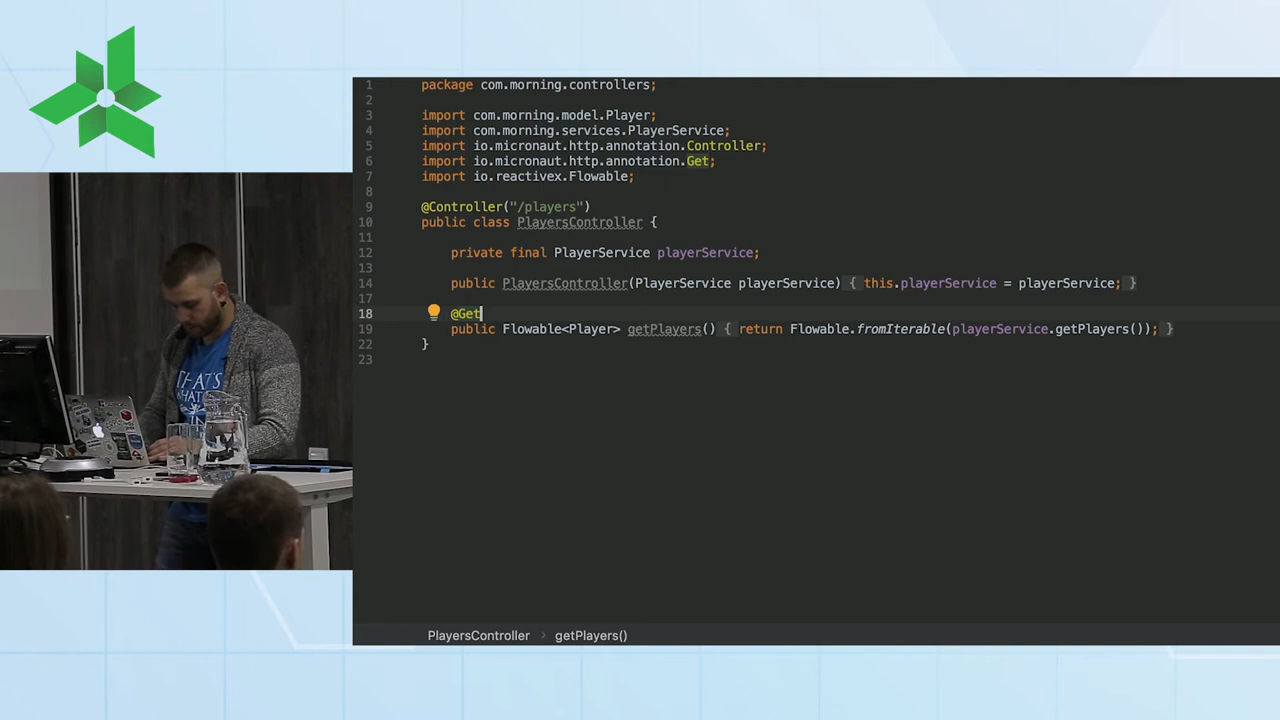 1 package com.morning.controllers;
2
3 import com.morning.model.Player;
4 import com.morning.services.PlayerService;
5 import io.micronaut.http.annotation.Controller;
6 import io.micronaut.http.annotation.Get;
7 import io.reactivex.Flowable;
8
9 @Controller("/players")
10 public class PlayersController {
11
12 private final PlayerService playerService;
13
14 public PlayersController(PlayerService playerService) { this.playerService = playerService; }
17
18 @Get
19 public Flowable<Player> getPlayers() { return Flowable.fromIterable(playerService.getPlayers()); }
22 }
23
PlayersController › getPlayers()
THAT'S
WHAT